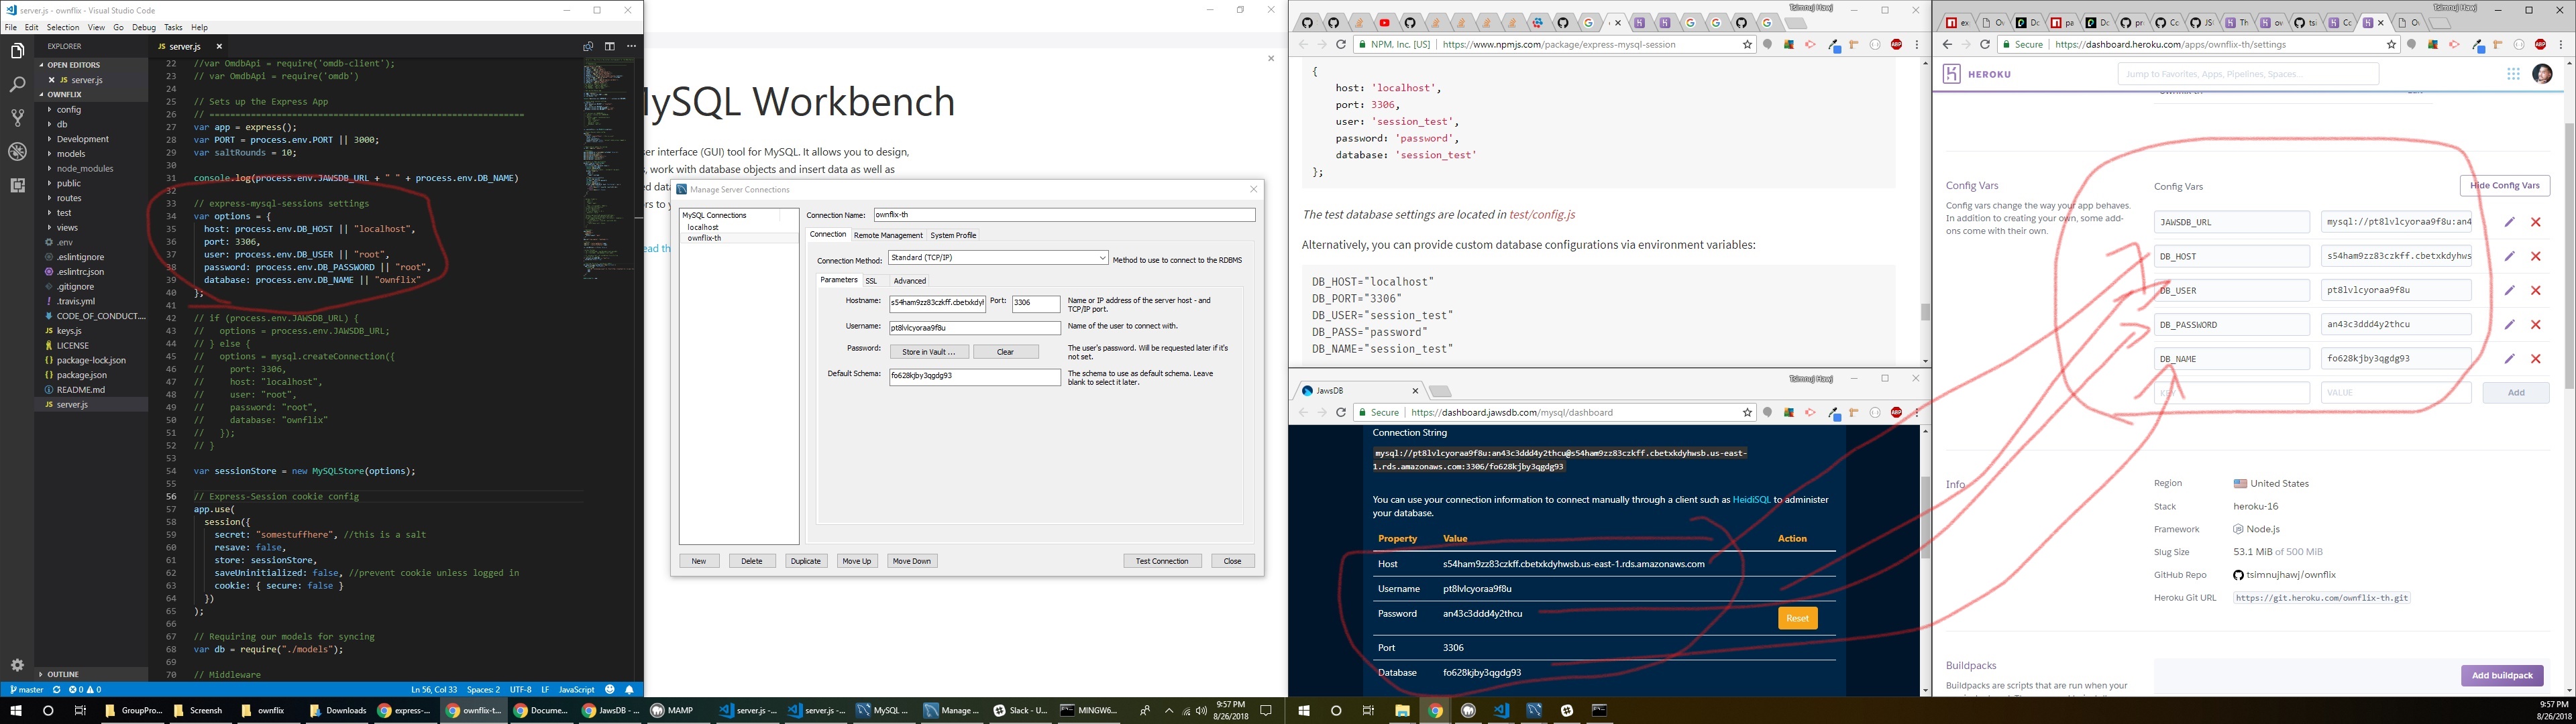 server.js - ownflix - Visual Studio Code
File Edit Selection View Go Debug Tasks Help
EXPLORER
OPEN EDITORS
server.js
OWNFLIX
config
db
Development
models
node_modules
public
routes
test
views
.env
.eslintignore
.eslintrc.json
.gitignore
.travis.yml
CODE_OF_CONDUCT....
keys.js
LICENSE
package-lock.json
package.json
README.md
server.js
OUTLINE
server.js
22 //var OmdbApi = require('omdb-client');
23 // var OmdbApi = require('omdb')
24
25 // Sets up the Express App
26 // =============================================================
27 var app = express();
28 var PORT = process.env.PORT || 3000;
29 var saltRounds = 10;
30
31 console.log(process.env.JAWSDB_URL + " " + process.env.DB_NAME)
32
33 // express-mysql-sessions settings
34 var options = {
35 host: process.env.DB_HOST || "localhost",
36 port: 3306,
37 user: process.env.DB_USER || "root",
38 password: process.env.DB_PASSWORD || "root",
39 database: process.env.DB_NAME || "ownflix"
40 };
41
42 // if (process.env.JAWSDB_URL) {
43 // options = process.env.JAWSDB_URL;
44 // } else {
45 // options = mysql.createConnection({
46 // port: 3306,
47 // host: "localhost",
48 // user: "root",
49 // password: "root",
50 // database: "ownflix"
51 // });
52 // }
53
54 var sessionStore = new MySQLStore(options);
55
56 // Express-Session cookie config
57 app.use(
58 session({
59 secret: "somestuffhere", //this is a salt
60 resave: false,
61 store: sessionStore,
62 saveUninitialized: false, //prevent cookie unless logged in
63 cookie: { secure: false }
64 })
65 );
66
67 // Requiring our models for syncing
68 var db = require("./models");
69
70 // Middleware
master 0 0 Ln 56, Col 33 Spaces: 2 UTF-8 LF JavaScript
MySQL Workbench
er interface (GUI) tool for MySQL. It allows you to design,
, work with database objects and insert data as well as
Manage Server Connections
MySQL Connections
localhost
ownflix-th
Connection Name: ownflix-th
Connection Remote Management System Profile
Connection Method: Standard (TCP/IP) Method to use to connect to the RDBMS
Parameters SSL Advanced
Hostname: s54ham9zz83czkff.cbetxkdyl Port: 3306 Name or IP address of the server host - and TCP/IP port.
Username: pt8lvlcyoraa9f8u Name of the user to connect with.
Password: Store in Vault ... Clear The user's password. Will be requested later if it's not set.
Default Schema: fo628kjby3qgdg93 The schema to use as default schema. Leave blank to select it later.
New Delete Duplicate Move Up Move Down Test Connection Close
Tsimnuj Hawj
NPM, Inc. [US] https://www.npmjs.com/package/express-mysql-session
{
host: 'localhost',
port: 3306,
user: 'session_test',
password: 'password',
database: 'session_test'
};
The test database settings are located in test/config.js
Alternatively, you can provide custom database configurations via environment variables:
DB_HOST="localhost"
DB_PORT="3306"
DB_USER="session_test"
DB_PASS="password"
DB_NAME="session_test"
Tsimnuj Hawj
JawsDB
Secure https://dashboard.jawsdb.com/mysql/dashboard
Connection String
mysql://pt8lvlcyoraa9f8u:an43c3ddd4y2thcu@s54ham9zz83czkff.cbetxkdyhwsb.us-east-
1.rds.amazonaws.com:3306/fo628kjby3qgdg93
You can use your connection information to connect manually through a client such as HeidiSQL to administer
your database.
Property Value Action
Host s54ham9zz83czkff.cbetxkdyhwsb.us-east-1.rds.amazonaws.com
Username pt8lvlcyoraa9f8u
Password an43c3ddd4y2thcu Reset
Port 3306
Database fo628kjby3qgdg93
Tsimnuj Hawj
Secure https://dashboard.heroku.com/apps/ownflix-th/settings
HEROKU
Jump to Favorites, Apps, Pipelines, Spaces...
Config Vars
Config vars change the way your app behaves.
In addition to creating your own, some add-
ons come with their own.
Config Vars Hide Config Vars
JAWSDB_URL mysql://pt8lvlcyoraa9f8u:an4
DB_HOST s54ham9zz83czkff.cbetxkdyhws
DB_USER pt8lvlcyoraa9f8u
DB_PASSWORD an43c3ddd4y2thcu
DB_NAME fo628kjby3qgdg93
KEY VALUE Add
Info
Region United States
Stack heroku-16
Framework Node.js
Slug Size 53.1 MiB of 500 MiB
GitHub Repo tsimnujhawj/ownflix
Heroku Git URL https://git.heroku.com/ownflix-th.git
Buildpacks
Buildpacks are scripts that are run when your
Add buildpack
GroupPro... Screensh ownflix Downloads express-... ownflix-t... Docume... JawsDB - ... MAMP server.js -... server.js -... MySQL ... Manage ... Slack - U... MINGW6...
9:57 PM
8/26/2018
9:57 PM
8/26/2018